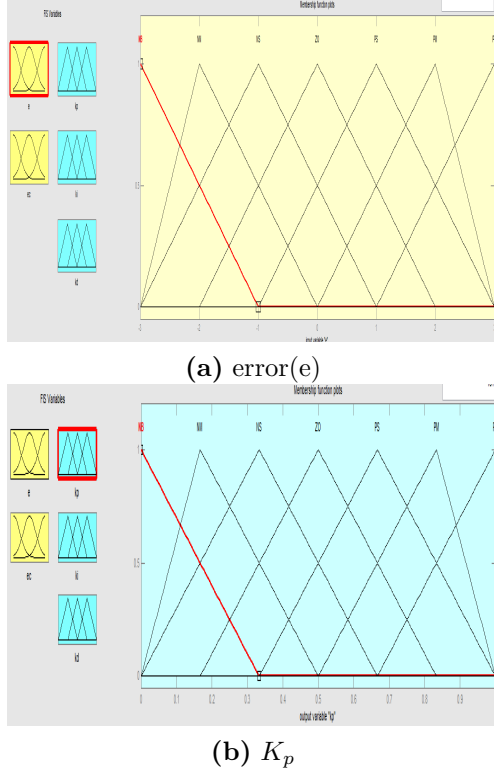 Membership function plots
FIS Variables
NB NM NS ZO PS PM
e kp
1
0.5
0
ec ki
kd
-3 -2 -1 0 1 2
input variable "e"
(a) error(e)
Membership function plots
FIS Variables
NB NM NS ZO PS PM
e kp
1
0.5
0
ec ki
kd
0 0.1 0.2 0.3 0.4 0.5 0.6 0.7 0.8 0.9
output variable "kp"
(b) Kp